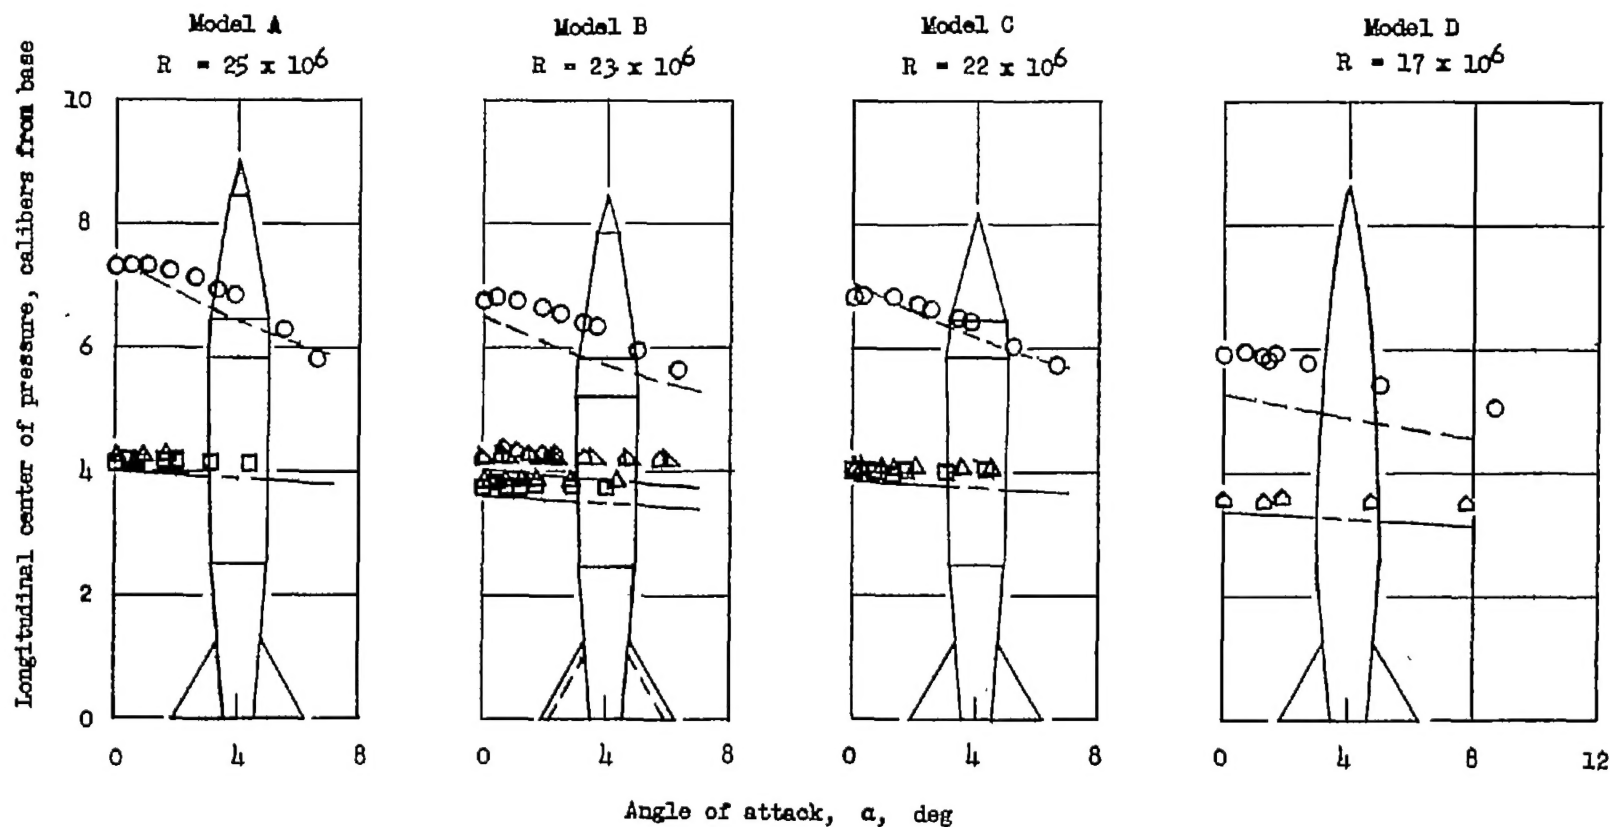 Model A
R = 25 x 10⁶
Model B
R = 23 x 10⁶
Model C
R = 22 x 10⁶
Model D
R = 17 x 10⁶
Longitudinal center of pressure, calibers from base
10
8
6
4
2
0
0 4 8
0 4 8
0 4 8
0 4 8 12
Angle of attack, α, deg